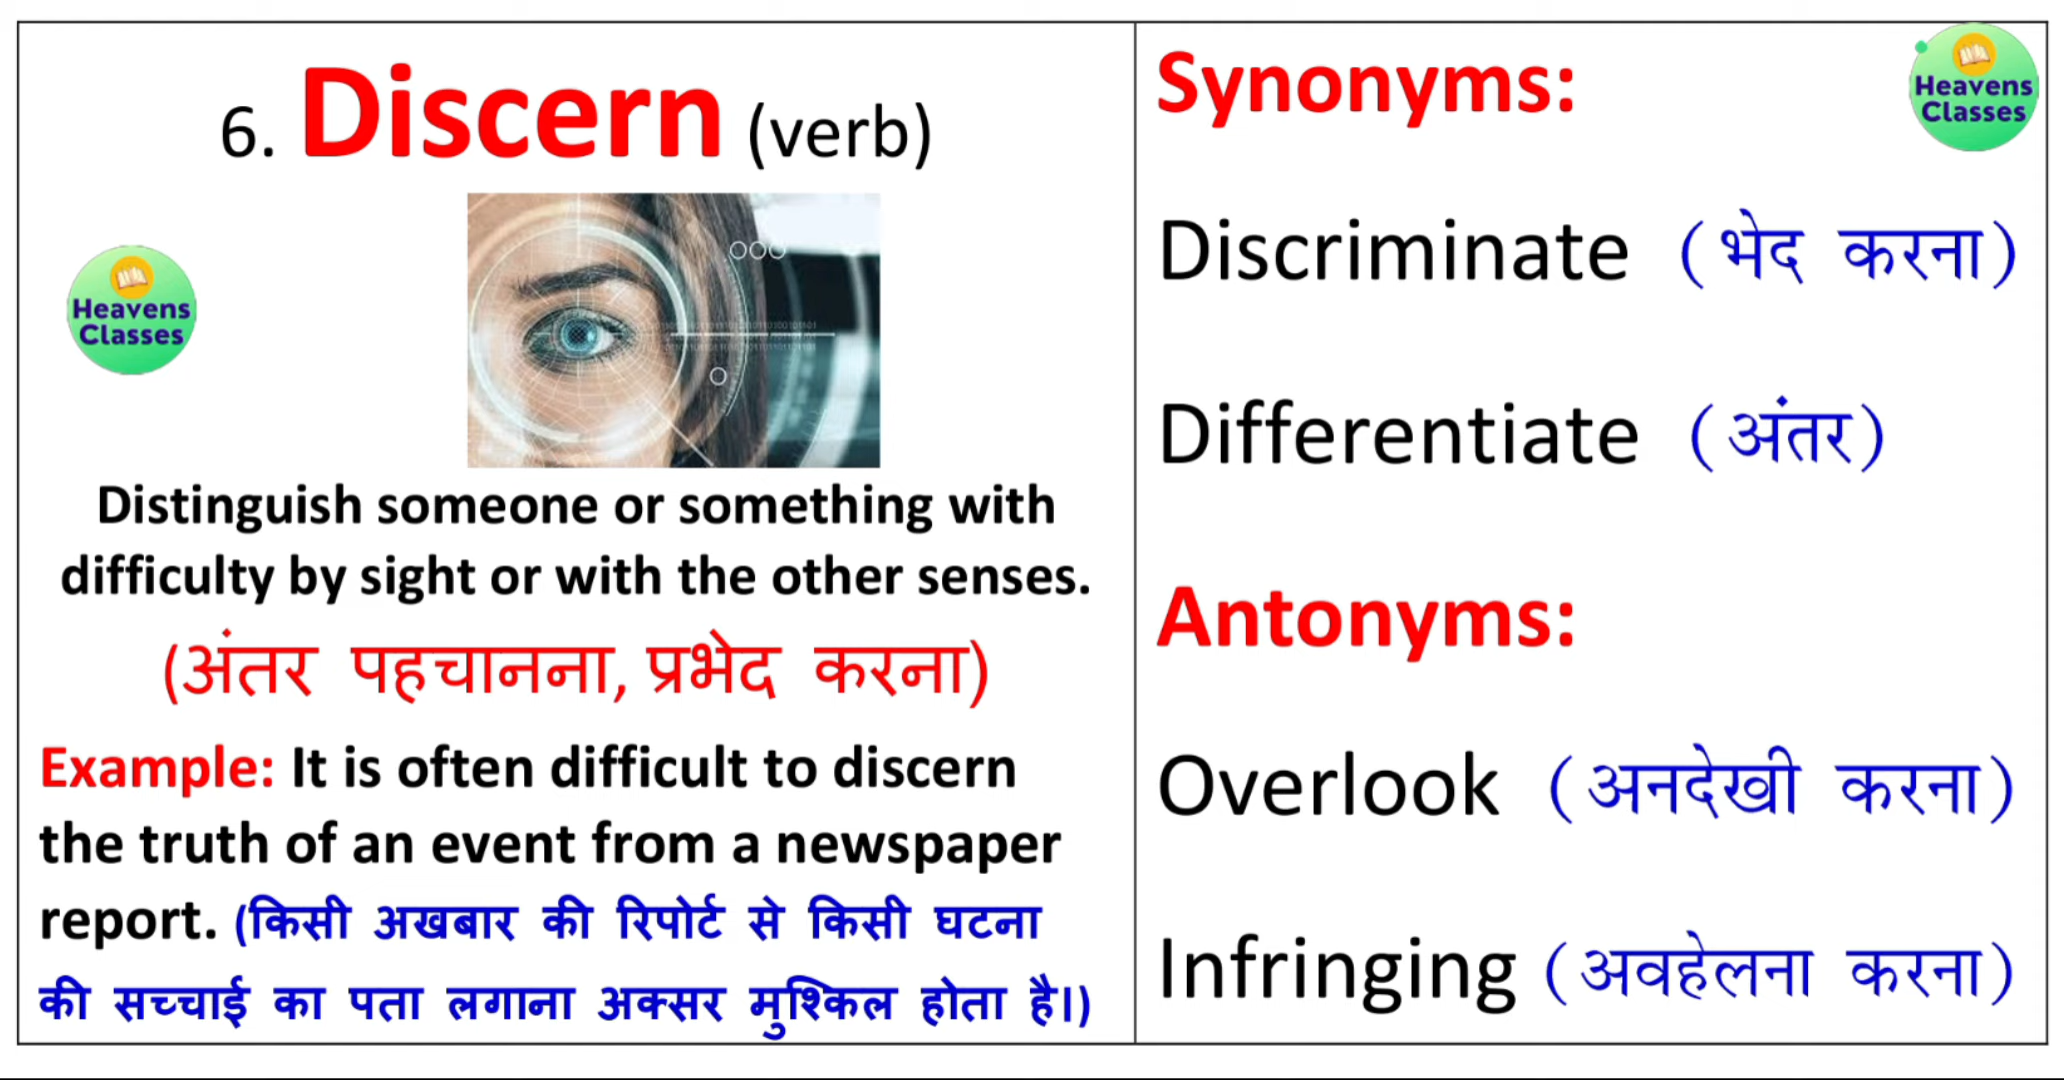 6. Discern (verb)
Heavens
Classes
Distinguish someone or something with
difficulty by sight or with the other senses.
(अंतर पहचानना, प्रभेद करना)
Example: It is often difficult to discern
the truth of an event from a newspaper
report. (किसी अखबार की रिपोर्ट से किसी घटना
की सच्चाई का पता लगाना अक्सर मुश्किल होता है।)
Synonyms:
Heavens
Classes
Discriminate (भेद करना)
Differentiate (अंतर)
Antonyms:
Overlook (अनदेखी करना)
Infringing (अवहेलना करना)